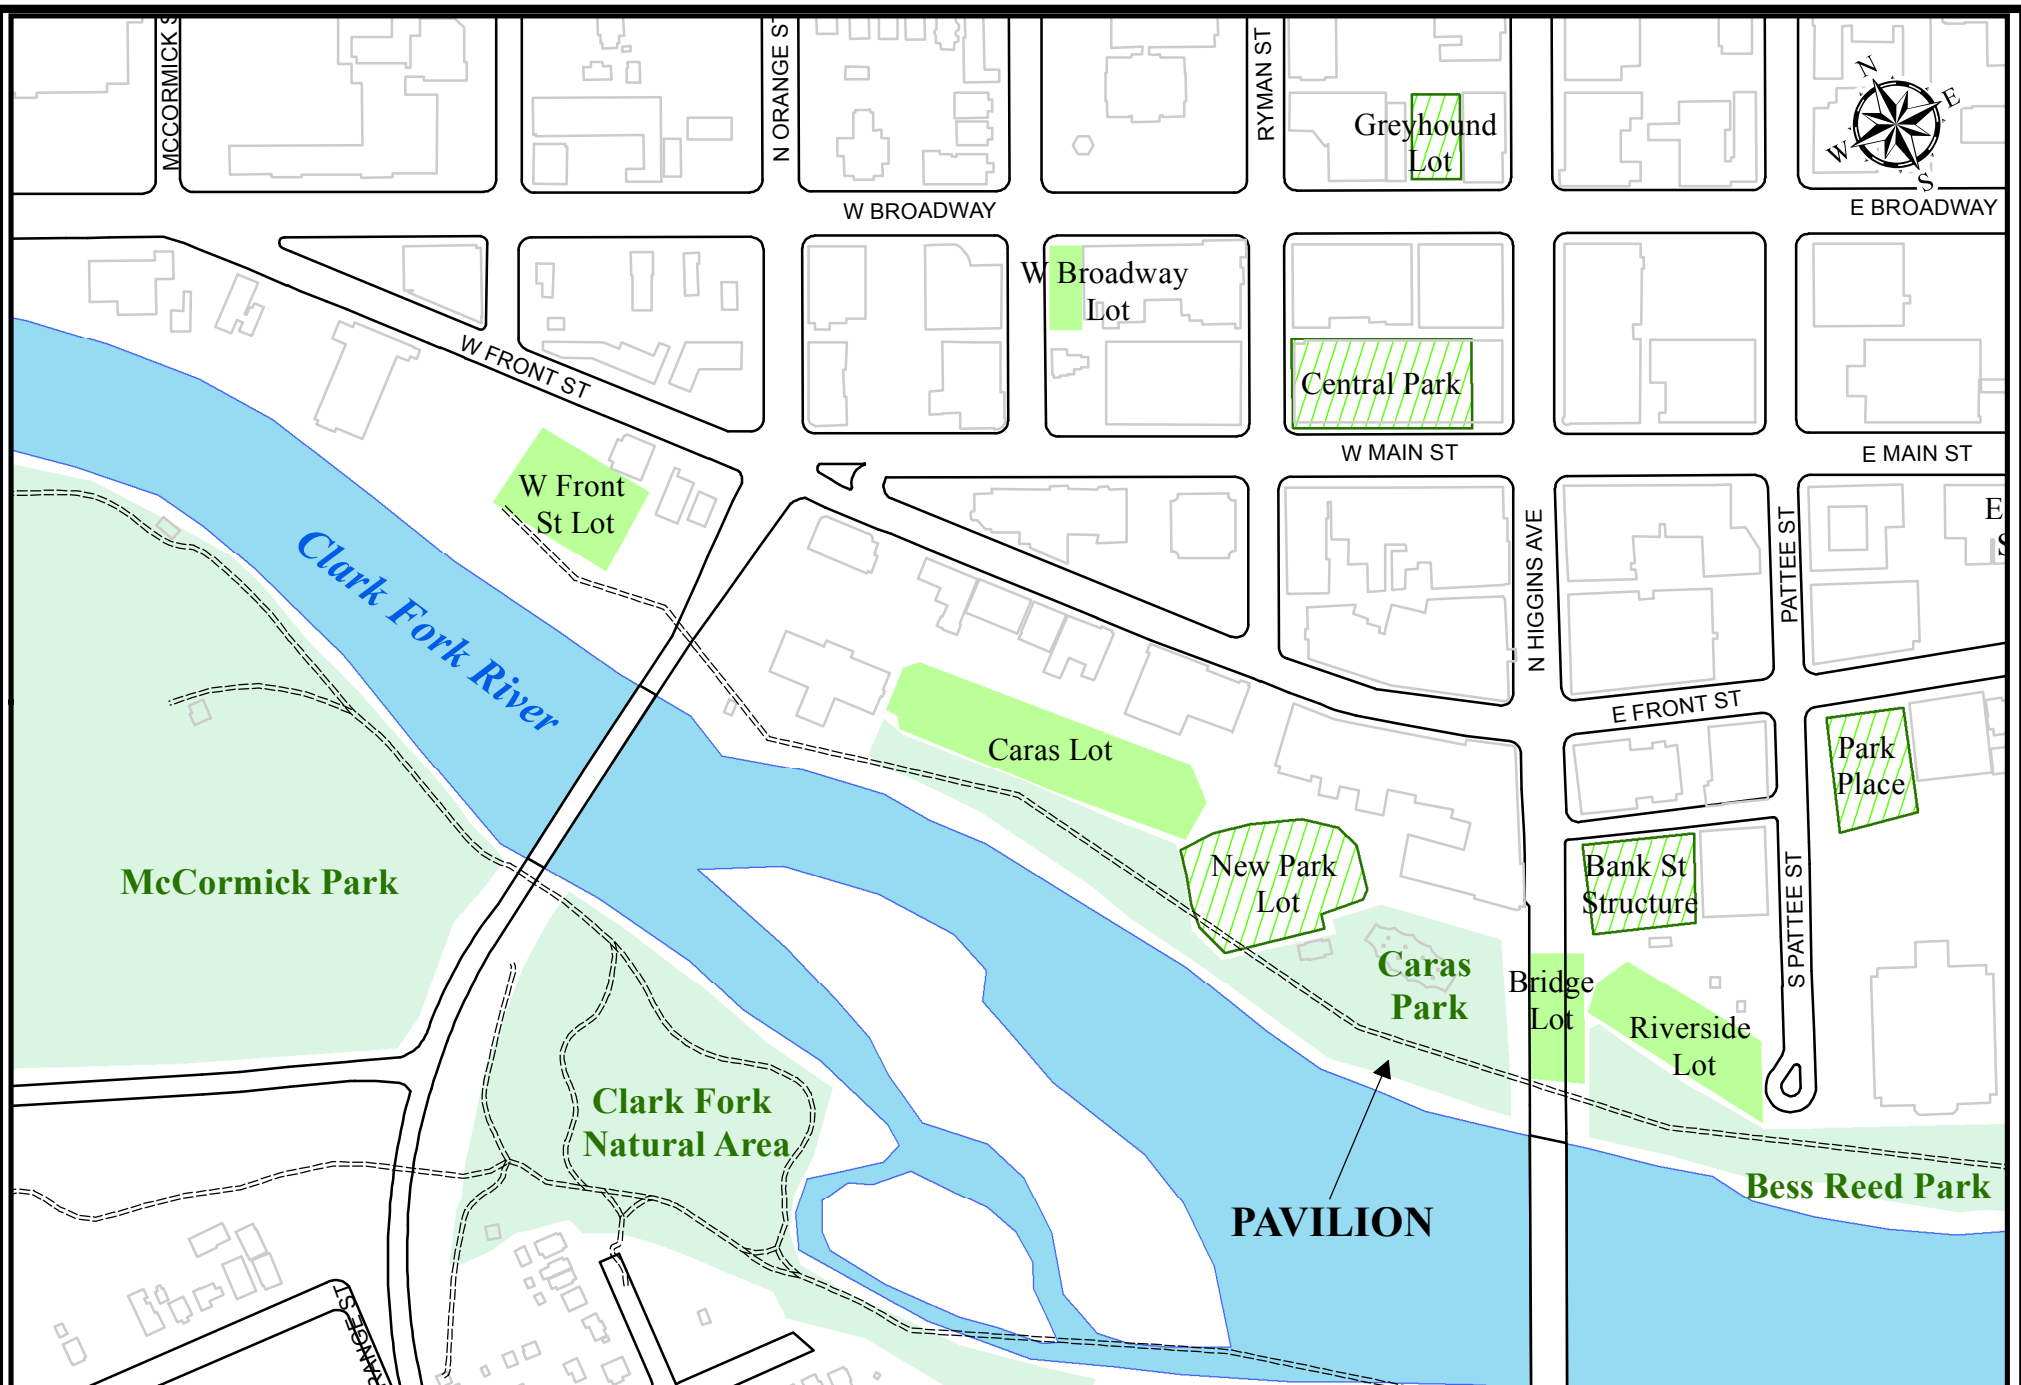 MCCORMICK S
N ORANGE ST
RYMAN ST
N
E
W
S
Greyhound
Lot
W BROADWAY
E BROADWAY
W Broadway
Lot
W FRONT ST
Central Park
W MAIN ST
E MAIN ST
W Front
St Lot
N HIGGINS AVE
PATTEE ST
E
S
Clark Fork River
E FRONT ST
Caras Lot
Park
Place
McCormick Park
New Park
Lot
Bank St
Structure
S PATTEE ST
Caras
Park
Bridge
Lot
Riverside
Lot
Clark Fork
Natural Area
Bess Reed Park
PAVILION
RANGE ST